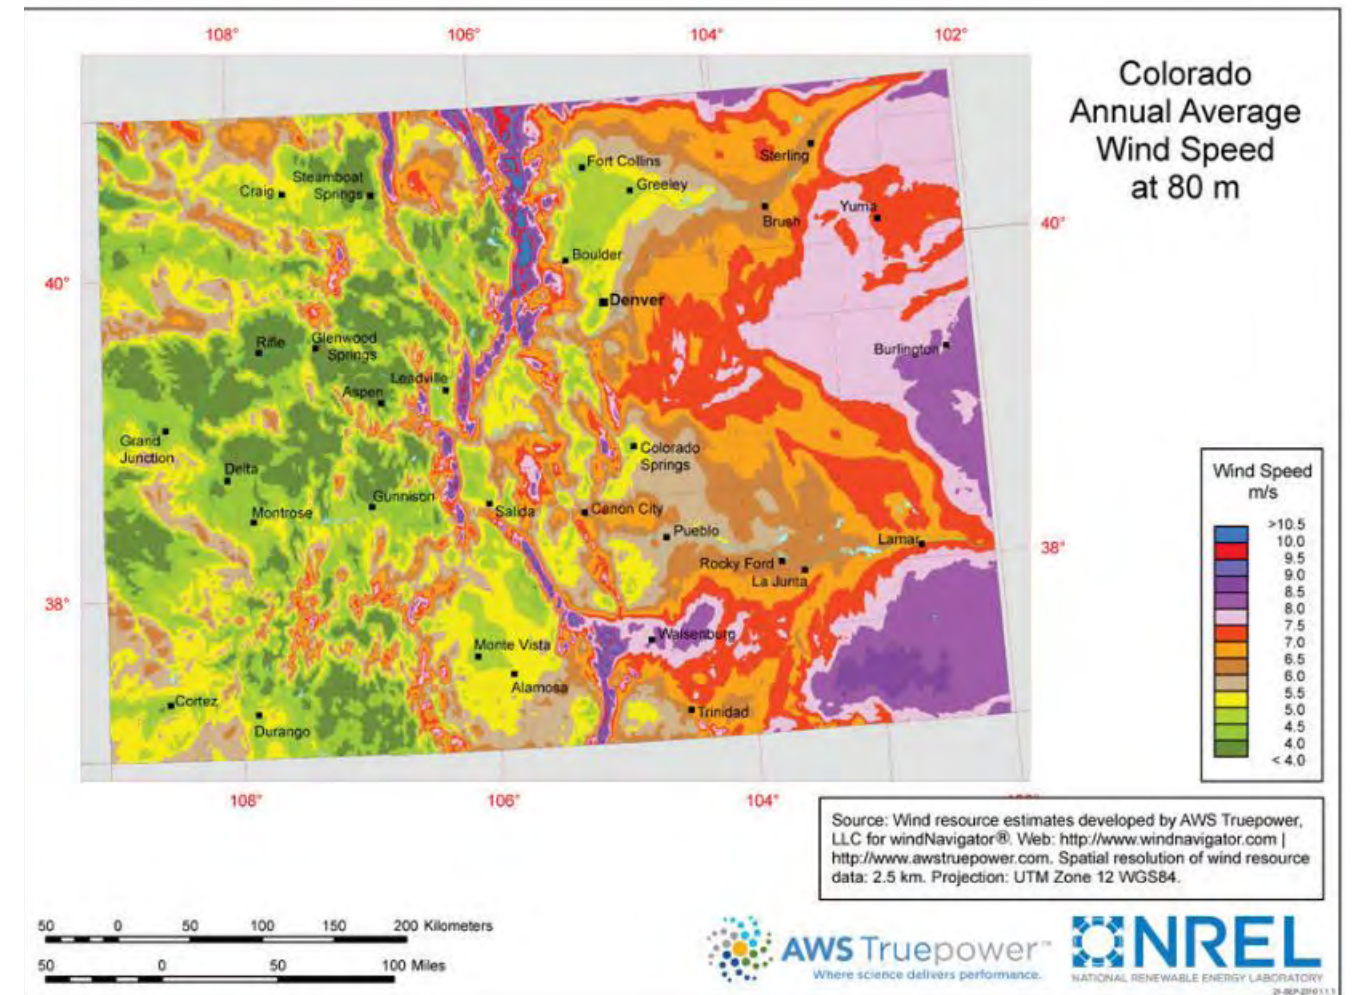 108°
106°
104°
102°
Colorado
Annual Average
Wind Speed
at 80 m
Fort Collins
Sterling
Steamboat
Springs
Craig
Greeley
Brush
Yuma
40°
Boulder
40°
Denver
Rifle
Glenwood
Springs
Burlington
Leadville
Aspen
Grand
Junction
Colorado
Springs
Delta
Gunnison
Montrose
Salida
Canon City
Pueblo
Lamar
38°
Rocky Ford
La Junta
38°
Walsenburg
Monte Vista
Alamosa
Cortez
Trinidad
Durango
Wind Speed
m/s
>10.5
10.0
9.5
9.0
8.5
8.0
7.5
7.0
6.5
6.0
5.5
5.0
4.5
4.0
< 4.0
108°
106°
104°
Source: Wind resource estimates developed by AWS Truepower,
LLC for windNavigator®. Web: http://www.windnavigator.com |
http://www.awstruepower.com. Spatial resolution of wind resource
data: 2.5 km. Projection: UTM Zone 12 WGS84.
50 0 50 100 150 200 Kilometers
50 0 50 100 Miles
AWS Truepower™
Where science delivers performance.
NREL
NATIONAL RENEWABLE ENERGY LABORATORY